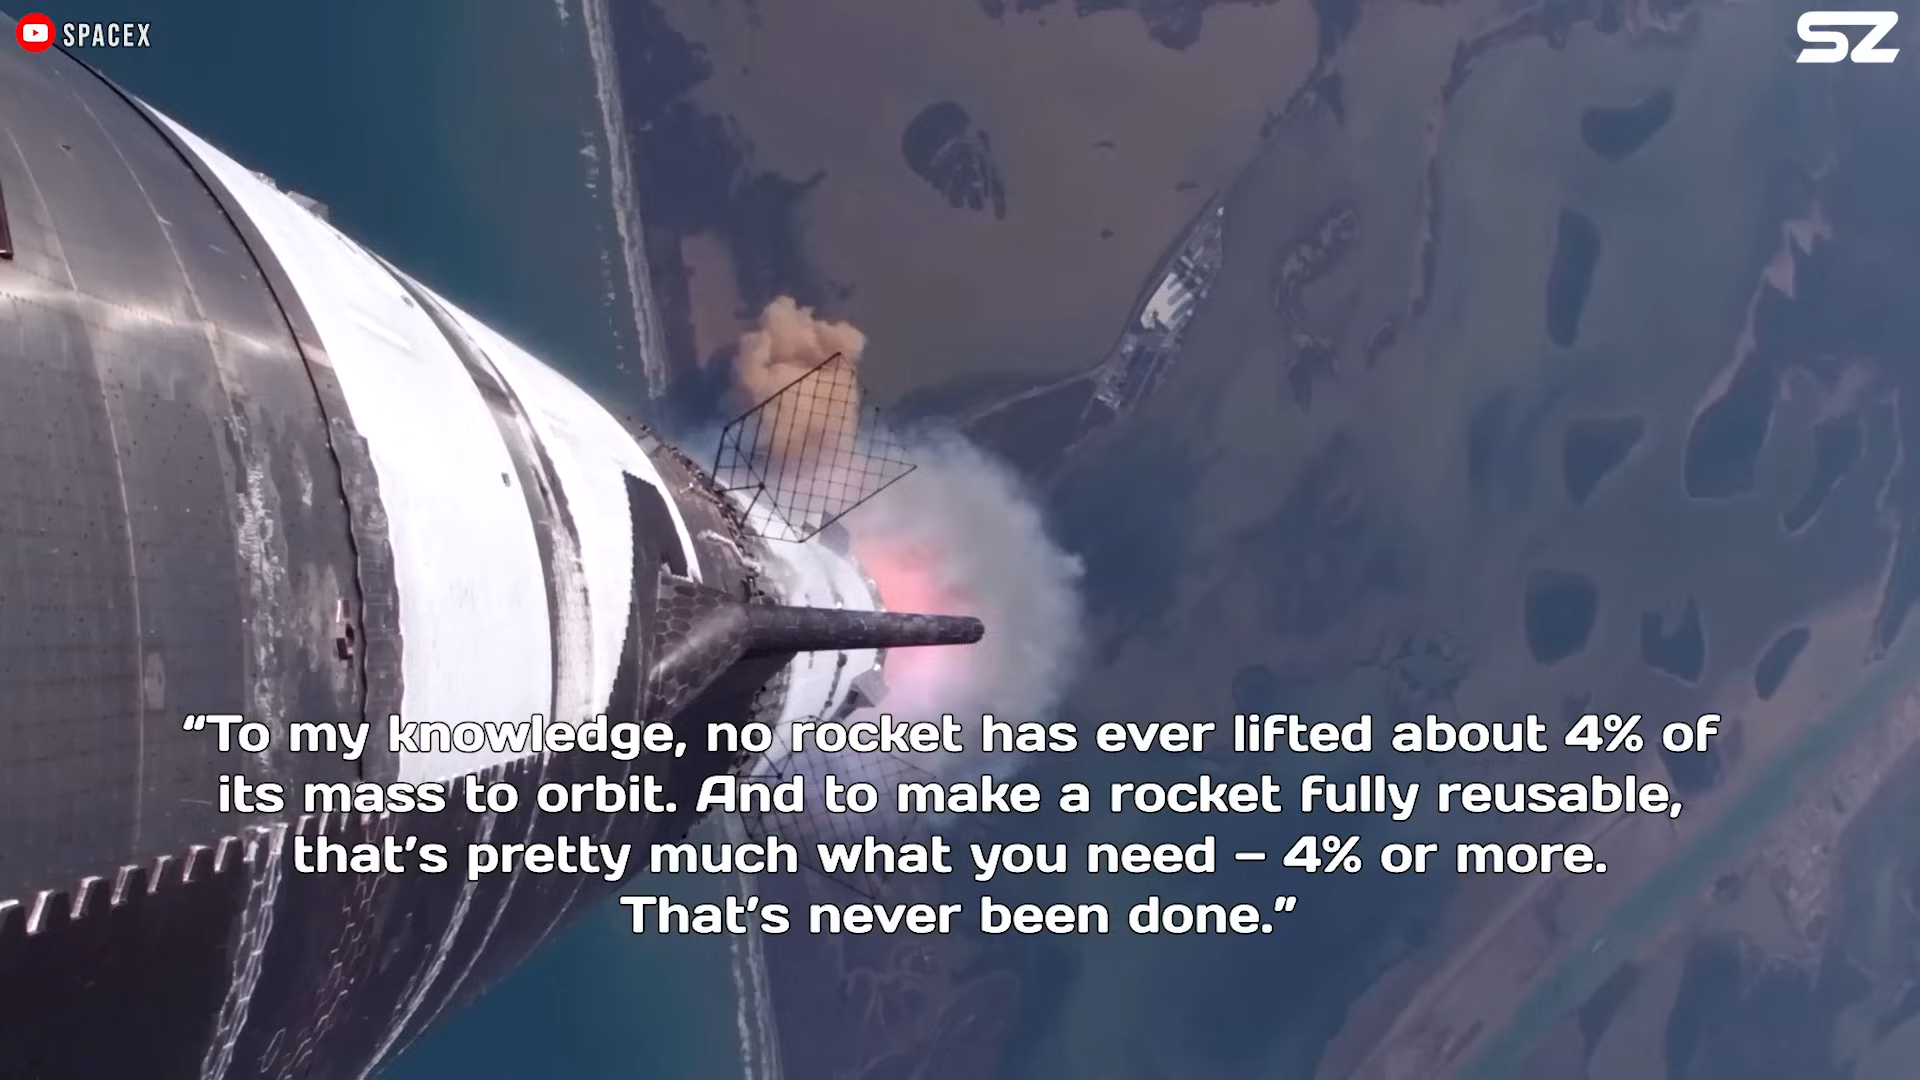 SPACEX
SZ
“To my knowledge, no rocket has ever lifted about 4% of
its mass to orbit. And to make a rocket fully reusable,
that’s pretty much what you need – 4% or more.
That’s never been done.”